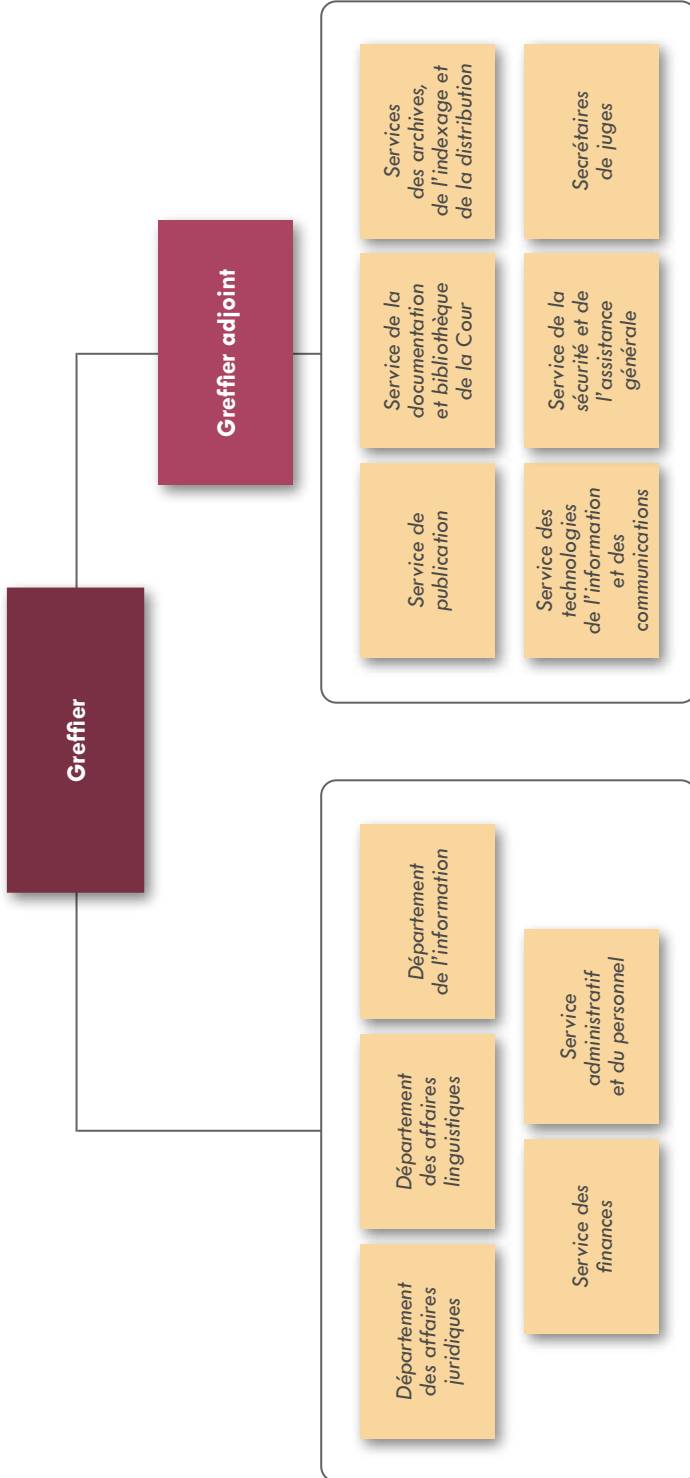 Greffier
Greffier adjoint
Département
des affaires
juridiques
Département
des affaires
linguistiques
Département
de l'information
Service des
finances
Service
administratif
et du personnel
Service de
publication
Service de la
documentation
et bibliothèque
de la Cour
Services
des archives,
de l'indexage et
de la distribution
Service des
technologies
de l'information
et des
communications
Service de la
sécurité et de
l'assistance
générale
Secrétaires
de juges